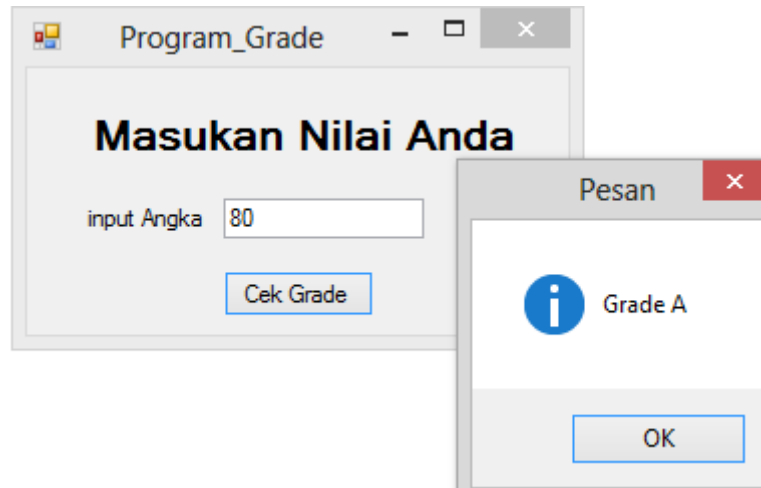 Program_Grade
Masukan Nilai Anda
input Angka 80
Cek Grade
Pesan
Grade A
OK